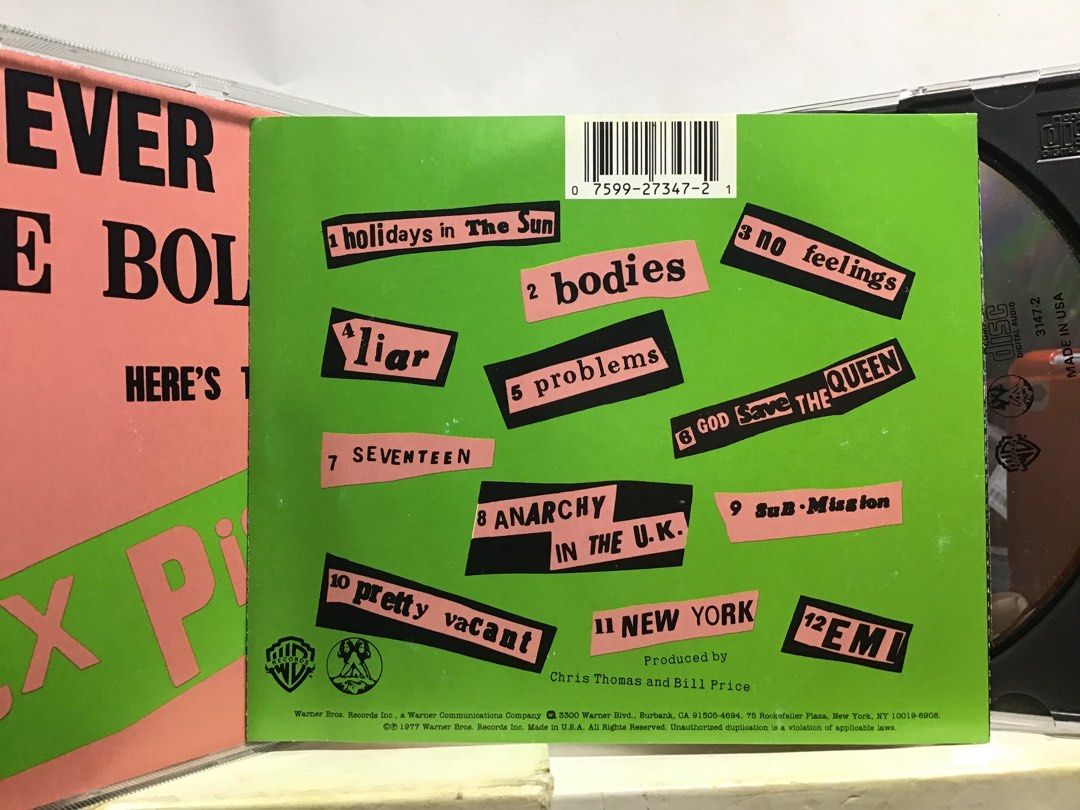 EVER
E BOL
HERE'S
X Pi
0 7599-27347-2 1
1 holidays in The Sun
2 bodies
3 no feelings
4 liar
5 problems
6 GOD Save THE QUEEN
7 SEVENTEEN
8 ANARCHY
IN THE U.K.
9 SuB·Mission
10 pretty vacant
11 NEW YORK
12 EMI
Produced by
Chris Thomas and Bill Price
RECORDS
Warner Bros. Records Inc., a Warner Communications Company 3300 Warner Blvd., Burbank, CA 91505-4694. 75 Rockefeller Plaza, New York, NY 10019-6908.
©℗ 1977 Warner Bros. Records Inc. Made in U.S.A. All Rights Reserved. Unauthorized duplication is a violation of applicable laws.
disc
DIGITAL AUDIO
3147-2
MADE IN USA